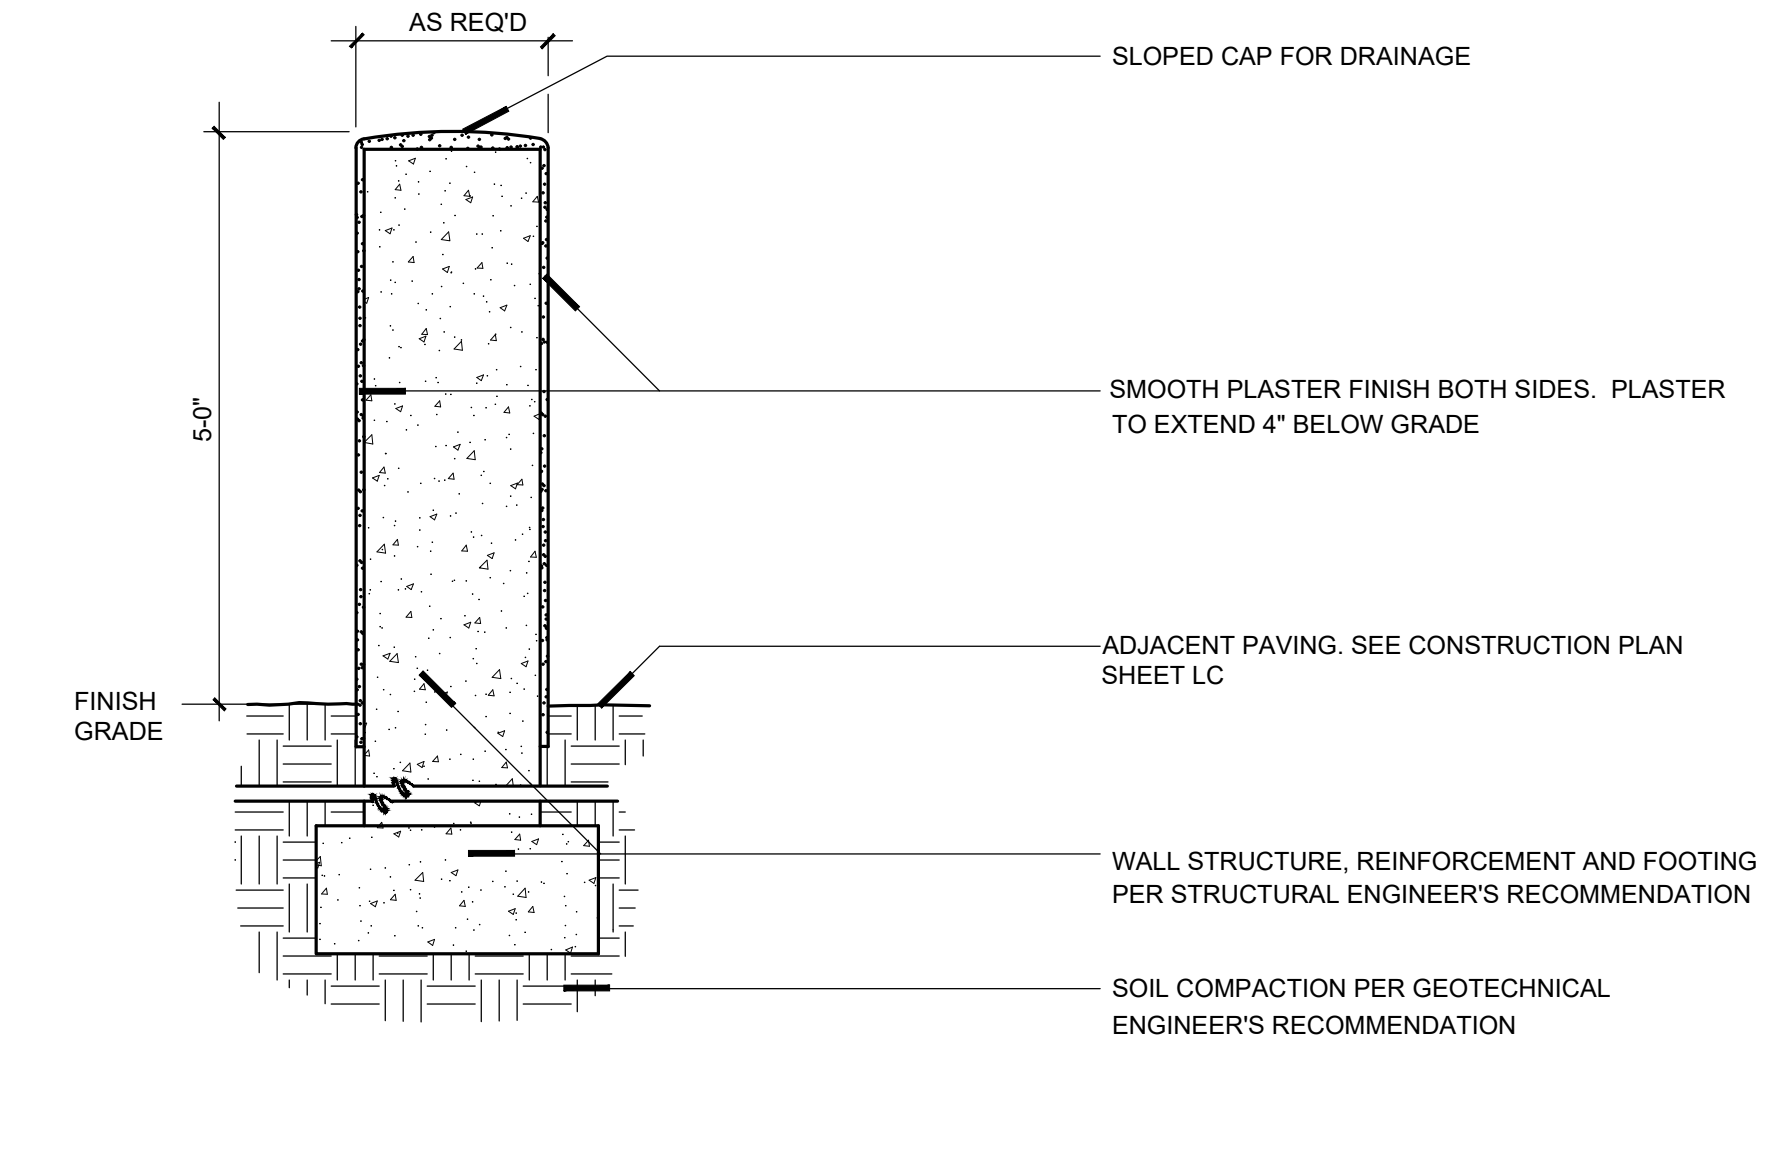 AS REQ'D
SLOPED CAP FOR DRAINAGE
5-0"
SMOOTH PLASTER FINISH BOTH SIDES.  PLASTER
TO EXTEND 4" BELOW GRADE
ADJACENT PAVING. SEE CONSTRUCTION PLAN
SHEET LC
FINISH
GRADE
WALL STRUCTURE, REINFORCEMENT AND FOOTING
PER STRUCTURAL ENGINEER'S RECOMMENDATION
SOIL COMPACTION PER GEOTECHNICAL
ENGINEER'S RECOMMENDATION